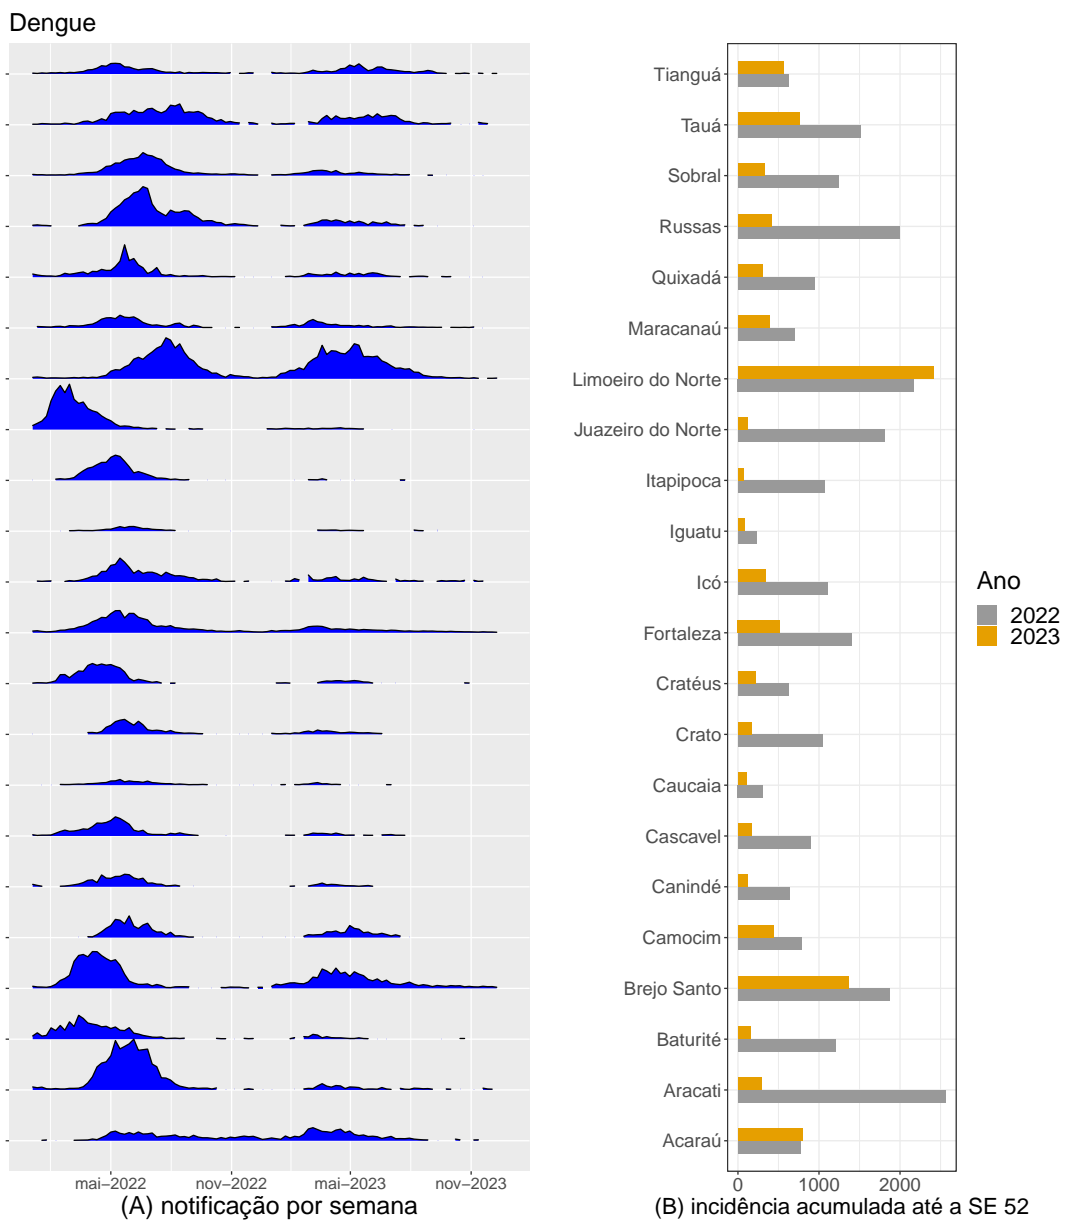 Dengue
Tianguá
Tauá
Sobral
Russas
Quixadá
Maracanaú
Limoeiro do Norte
Juazeiro do Norte
Itapipoca
Iguatu
Icó
Fortaleza
Cratéus
Crato
Caucaia
Cascavel
Canindé
Camocim
Brejo Santo
Baturité
Aracati
Acaraú
Ano
2022
2023
mai−2022 nov−2022 mai−2023 nov−2023
0 1000 2000
(A) notificação por semana
(B) incidência acumulada até a SE 52